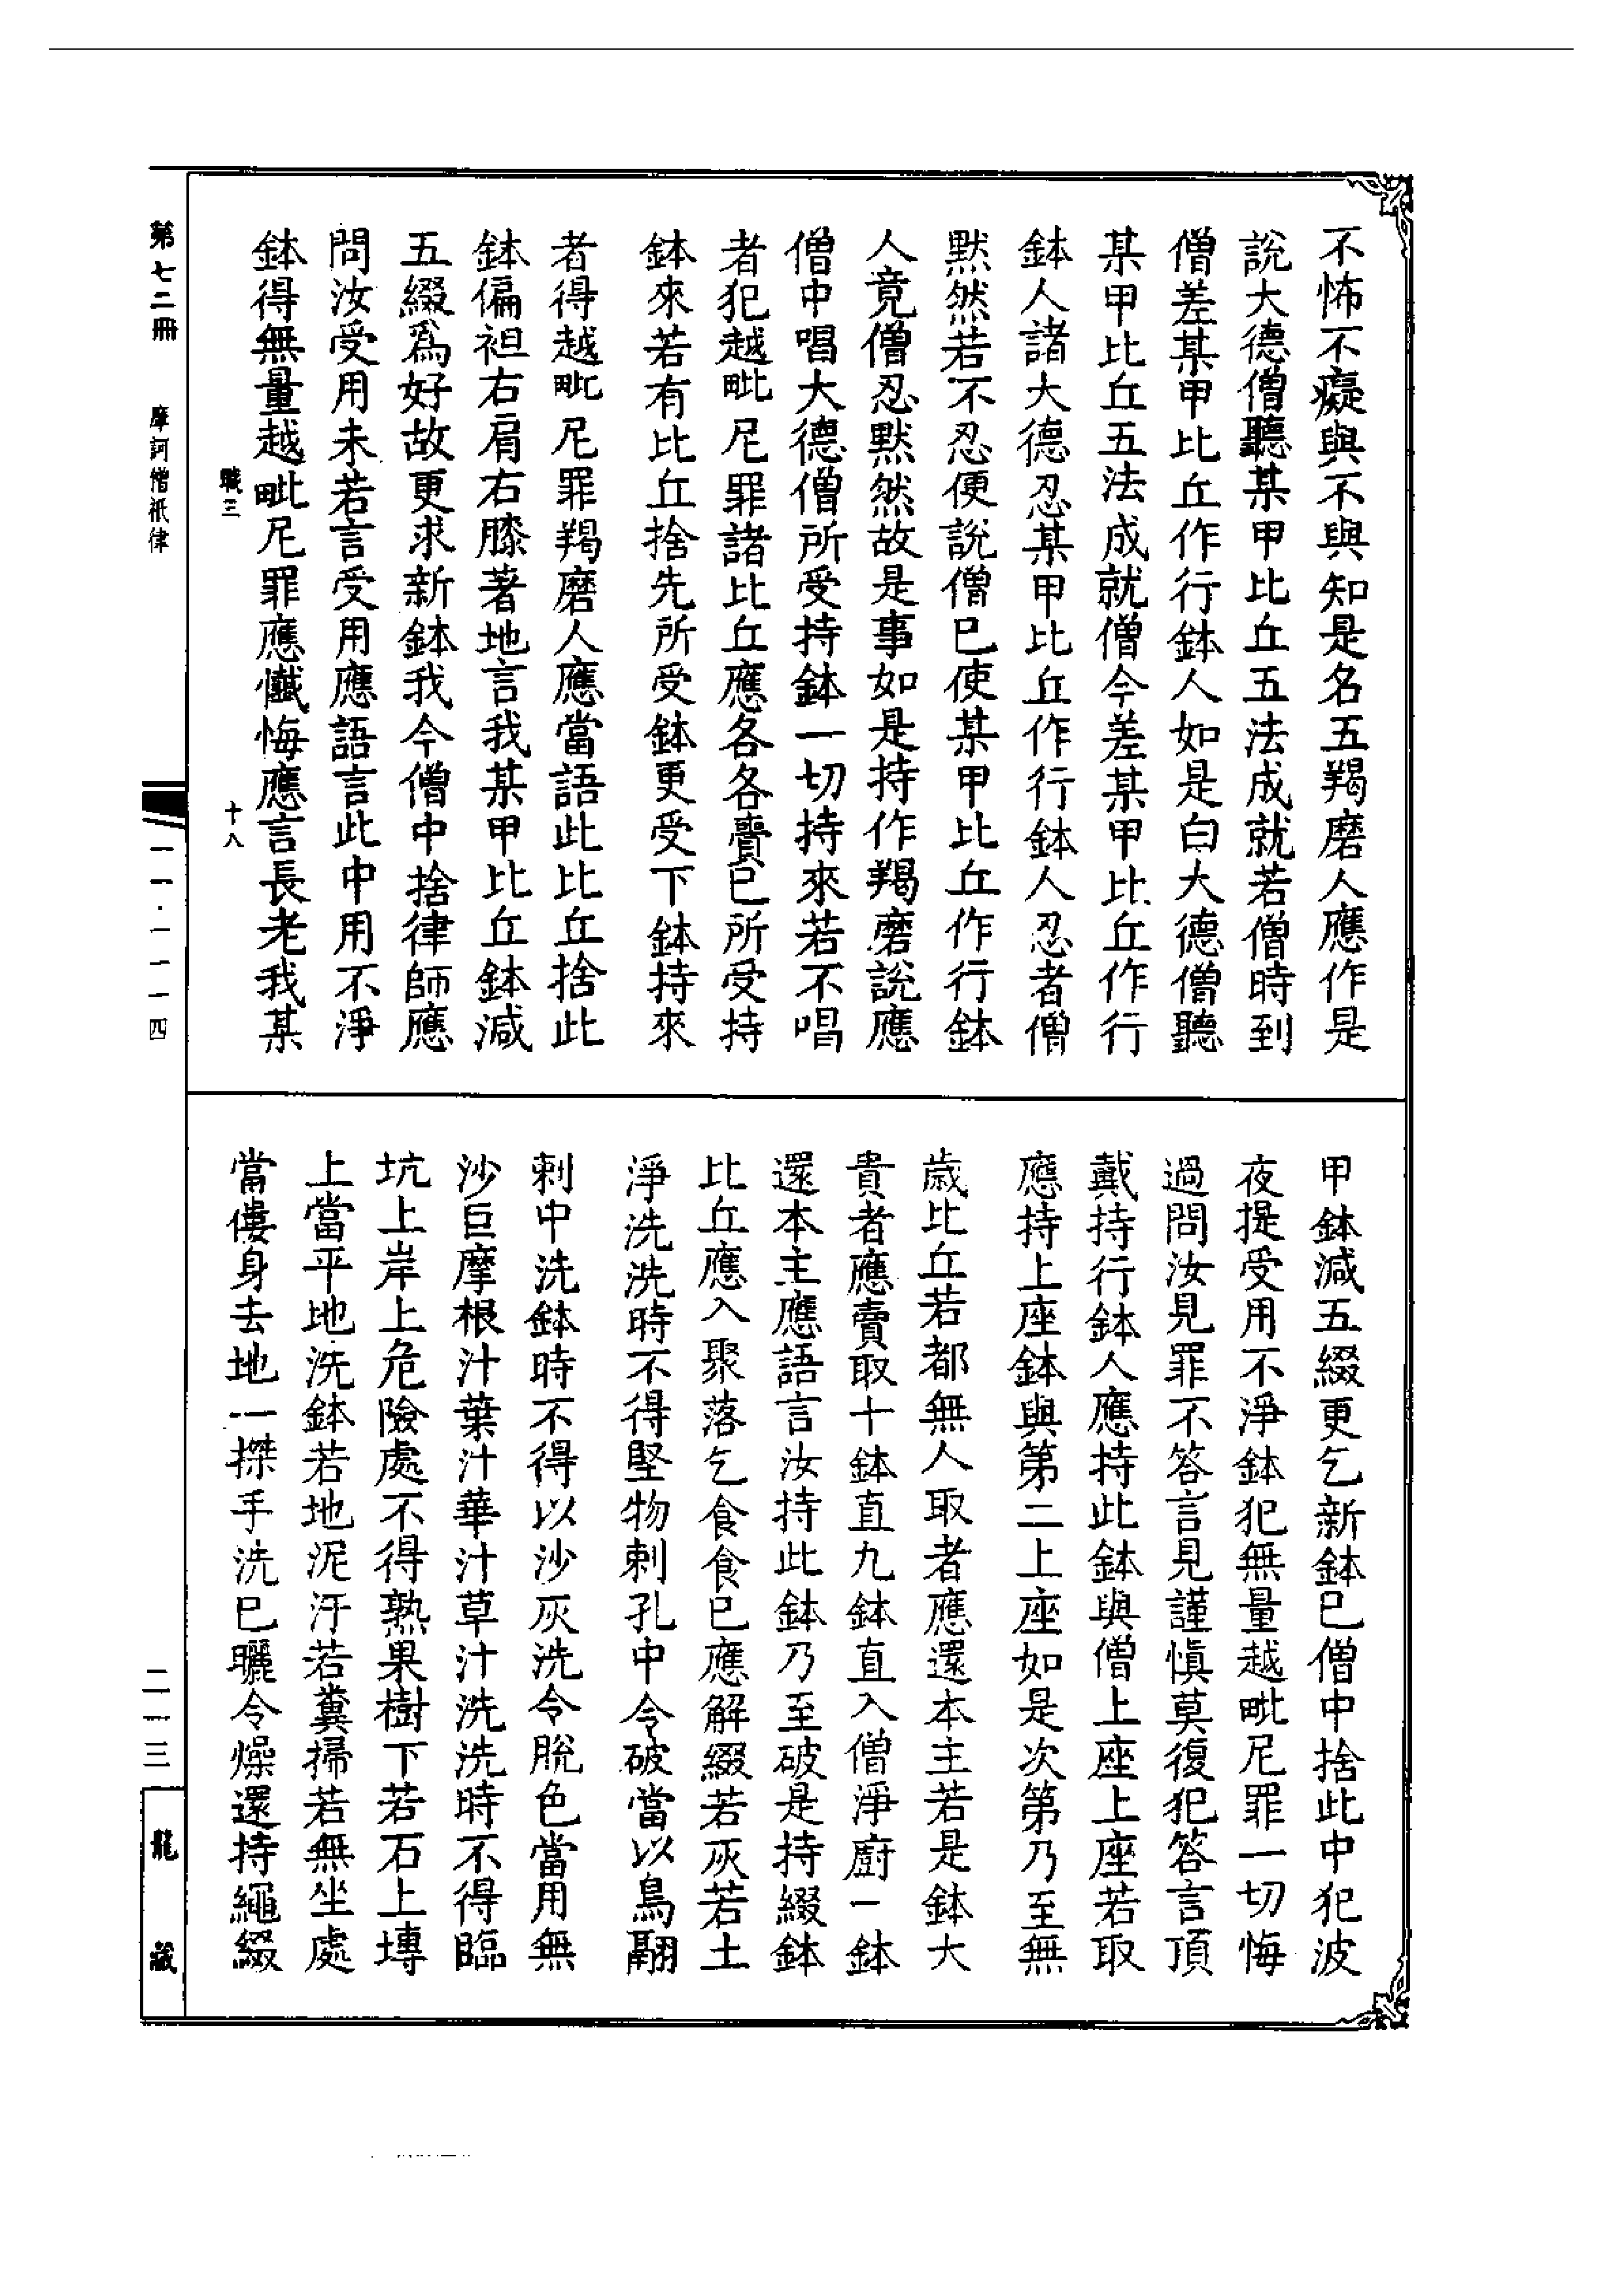 不怖不癡與不與知是名五羯磨人應作是
說大德僧聽某甲比丘五法成就若僧時到
僧差某甲比丘作行鉢人如是白大德僧聽
某甲比丘五法成就僧今差某甲比丘作行
鉢人諸大德忍某甲比丘作行鉢人忍者僧
默然若不忍便說僧已使某甲比丘作行鉢
人竟僧忍默然故是事如是持作羯磨說應
僧中唱大德僧所受持鉢一切持來若不唱
者犯越毗尼罪諸比丘應各各賷已所受持
鉢來若有比丘捨先所受鉢更受下鉢持來
者得越毗尼罪羯磨人應當語此比丘捨此
鉢偏袒右肩右膝著地言我某甲比丘鉢減
五綴爲好故更求新鉢我今僧中捨律師應
問汝受用未若言受用應語言此中用不淨
鉢得無量越毗尼罪應懺悔應言長老我某
職三
十八
甲鉢減五綴更乞新鉢已僧中捨此中犯波
夜提受用不淨鉢犯無量越毗尼罪一切悔
過問汝見罪不答言見謹慎莫復犯答言頂
戴持行鉢人應持此鉢與僧上座上座若取
應持上座鉢與第二上座如是次第乃至無
歲比丘若都無人取者應還本主若是鉢大
貴者應賣取十鉢直九鉢直入僧淨廚一鉢
還本主應語言汝持此鉢乃至破是持綴鉢
比丘應入聚落乞食食已應解綴若灰若土
淨洗洗時不得堅物刺孔中令破當以鳥翮
刺中洗鉢時不得以沙灰洗令脫色當用無
沙巨摩根汁葉汁華汁草汁洗洗時不得臨
坑上岸上危險處不得熟果樹下若石上塼
上當平地洗鉢若地泥汙若糞掃若無坐處
當僂身去地一搩手洗已曬令燥還持繩綴
第七二冊
摩訶僧祇律
一一·一一一四
二一三
龍藏